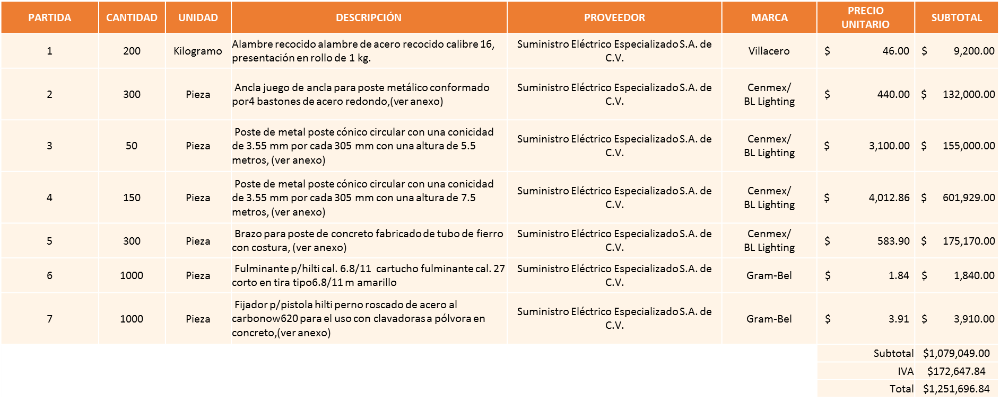 PARTIDA CANTIDAD UNIDAD DESCRIPCIÓN PROVEEDOR MARCA PRECIO UNITARIO SUBTOTAL
1 200 Kilogramo Alambre recocido alambre de acero recocido calibre 16,
presentación en rollo de 1 kg.
Suministro Eléctrico Especializado S.A. de
C.V.
Villacero $ 46.00 $ 9,200.00
2 300 Pieza Ancla juego de ancla para poste metálico conformado
por4 bastones de acero redondo,(ver anexo)
Suministro Eléctrico Especializado S.A. de
C.V.
Cenmex/
BL Lighting
$ 440.00 $ 132,000.00
3 50 Pieza Poste de metal poste cónico circular con una conicidad
de 3.55 mm por cada 305 mm con una altura de 5.5
metros, (ver anexo)
Suministro Eléctrico Especializado S.A. de
C.V.
Cenmex/
BL Lighting
$ 3,100.00 $ 155,000.00
4 150 Pieza Poste de metal poste cónico circular con una conicidad
de 3.55 mm por cada 305 mm con una altura de 7.5
metros, (ver anexo)
Suministro Eléctrico Especializado S.A. de
C.V.
Cenmex/
BL Lighting
$ 4,012.86 $ 601,929.00
5 300 Pieza Brazo para poste de concreto fabricado de tubo de fierro
con costura, (ver anexo)
Suministro Eléctrico Especializado S.A. de
C.V.
Cenmex/
BL Lighting
$ 583.90 $ 175,170.00
6 1000 Pieza Fulminante p/hilti cal. 6.8/11 cartucho fulminante cal. 27
corto en tira tipo6.8/11 m amarillo
Suministro Eléctrico Especializado S.A. de
C.V.
Gram-Bel $ 1.84 $ 1,840.00
7 1000 Pieza Fijador p/pistola hilti perno roscado de acero al
carbonow620 para el uso con clavadoras a pólvora en
concreto,(ver anexo)
Suministro Eléctrico Especializado S.A. de
C.V.
Gram-Bel $ 3.91 $ 3,910.00
Subtotal $1,079,049.00
IVA $172,647.84
Total $1,251,696.84